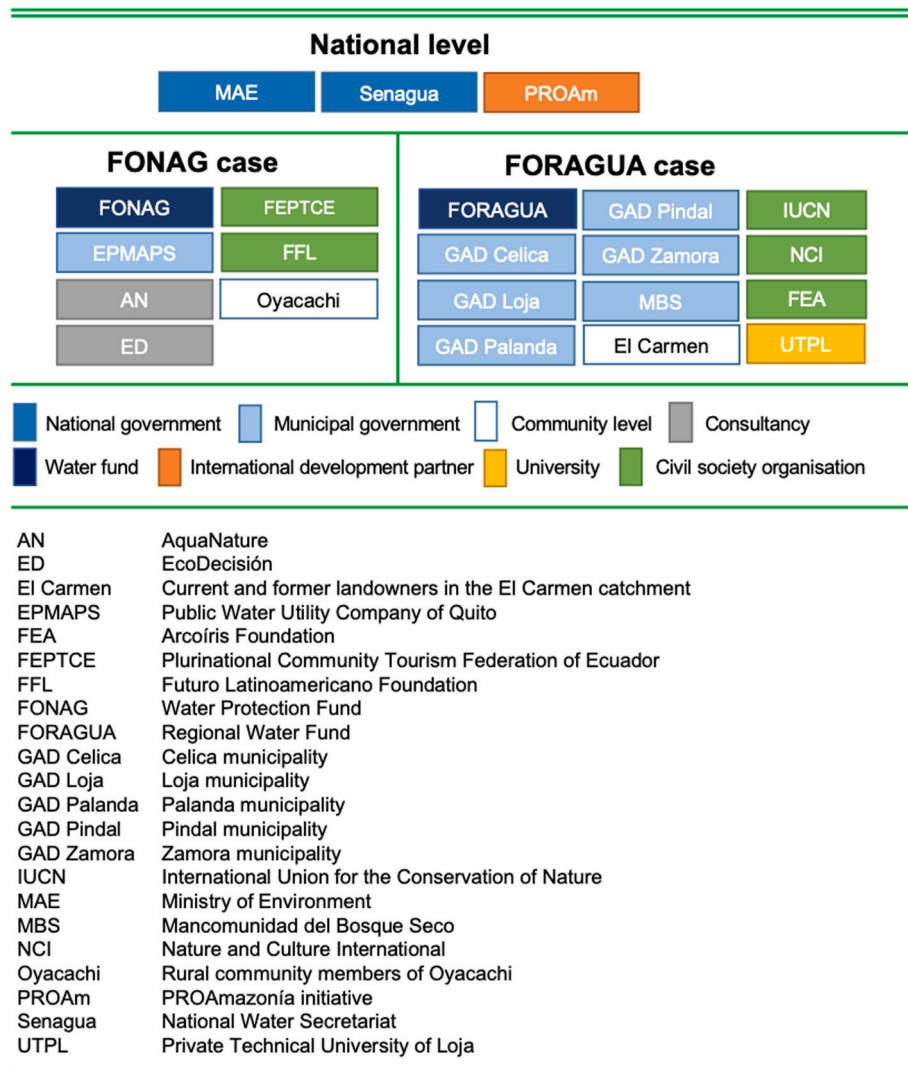 National level
MAE Senagua PROAm
FONAG case
FONAG FEPTCE
EPMAPS FFL
AN Oyacachi
ED
FORAGUA case
FORAGUA GAD Pindal IUCN
GAD Celica GAD Zamora NCI
GAD Loja MBS FEA
GAD Palanda El Carmen UTPL
National government Municipal government Community level Consultancy
Water fund International development partner University Civil society organisation
AN AquaNature
ED EcoDecisión
El Carmen Current and former landowners in the El Carmen catchment
EPMAPS Public Water Utility Company of Quito
FEA Arcoíris Foundation
FEPTCE Plurinational Community Tourism Federation of Ecuador
FFL Futuro Latinoamericano Foundation
FONAG Water Protection Fund
FORAGUA Regional Water Fund
GAD Celica Celica municipality
GAD Loja Loja municipality
GAD Palanda Palanda municipality
GAD Pindal Pindal municipality
GAD Zamora Zamora municipality
IUCN International Union for the Conservation of Nature
MAE Ministry of Environment
MBS Mancomunidad del Bosque Seco
NCI Nature and Culture International
Oyacachi Rural community members of Oyacachi
PROAm PROAmazonía initiative
Senagua National Water Secretariat
UTPL Private Technical University of Loja